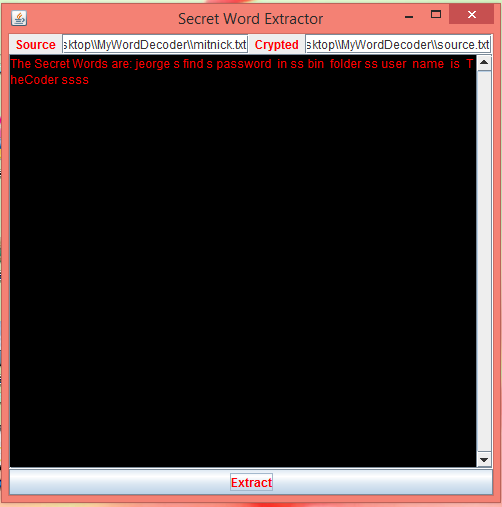 Secret Word Extractor
Source sktop\\MyWordDecoder\\mitnick.txt Crypted sktop\\MyWordDecoder\\source.txt
The Secret Words are: jeorge s find s password in ss bin folder ss user name is T
heCoder ssss
Extract